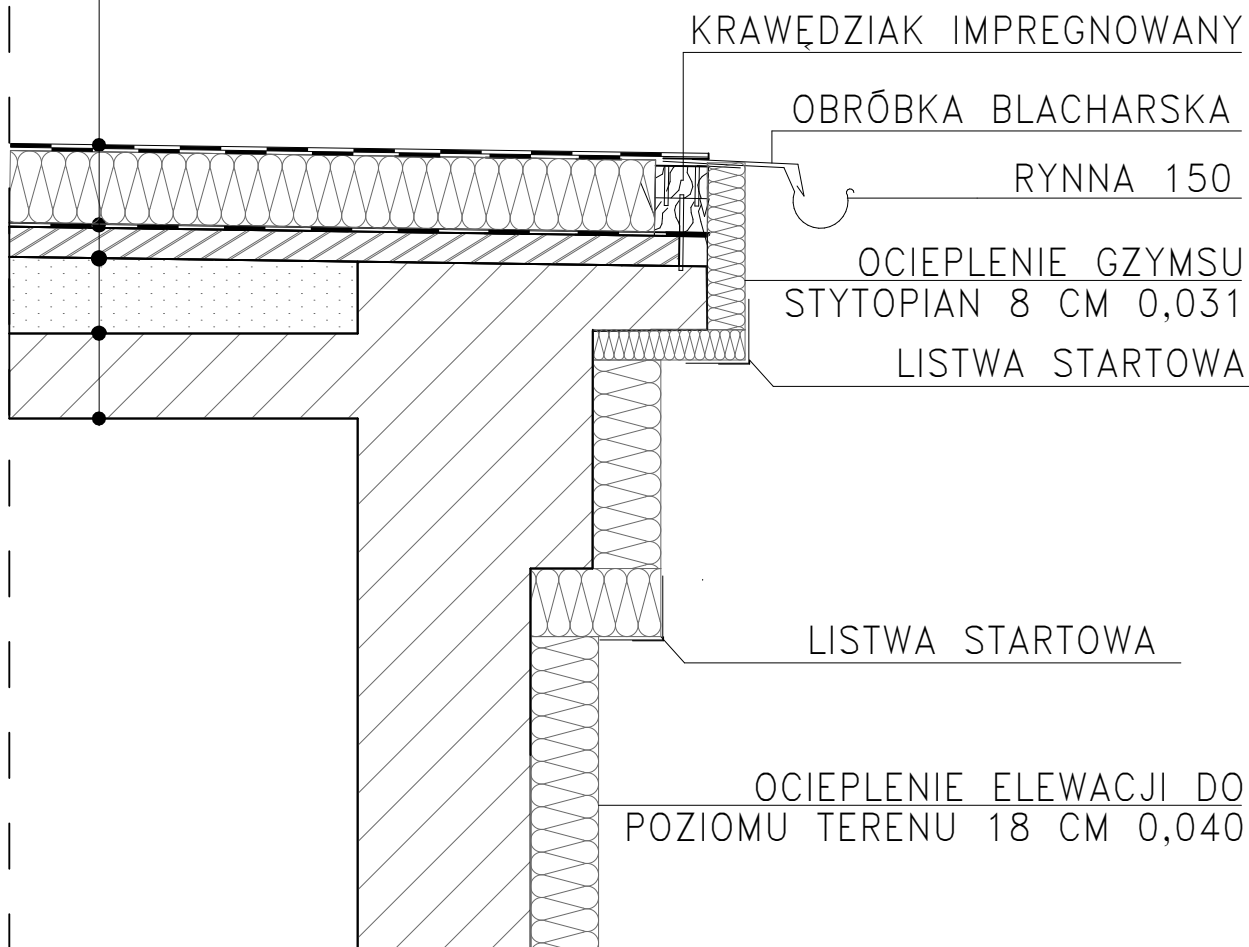 KRAWĘDZIAK IMPREGNOWANY
OBRÓBKA BLACHARSKA
RYNNA 150
OCIEPLENIE GZYMSU
STYTOPIAN 8 CM 0,031
LISTWA STARTOWA
LISTWA STARTOWA
OCIEPLENIE ELEWACJI DO
POZIOMU TERENU 18 CM 0,040